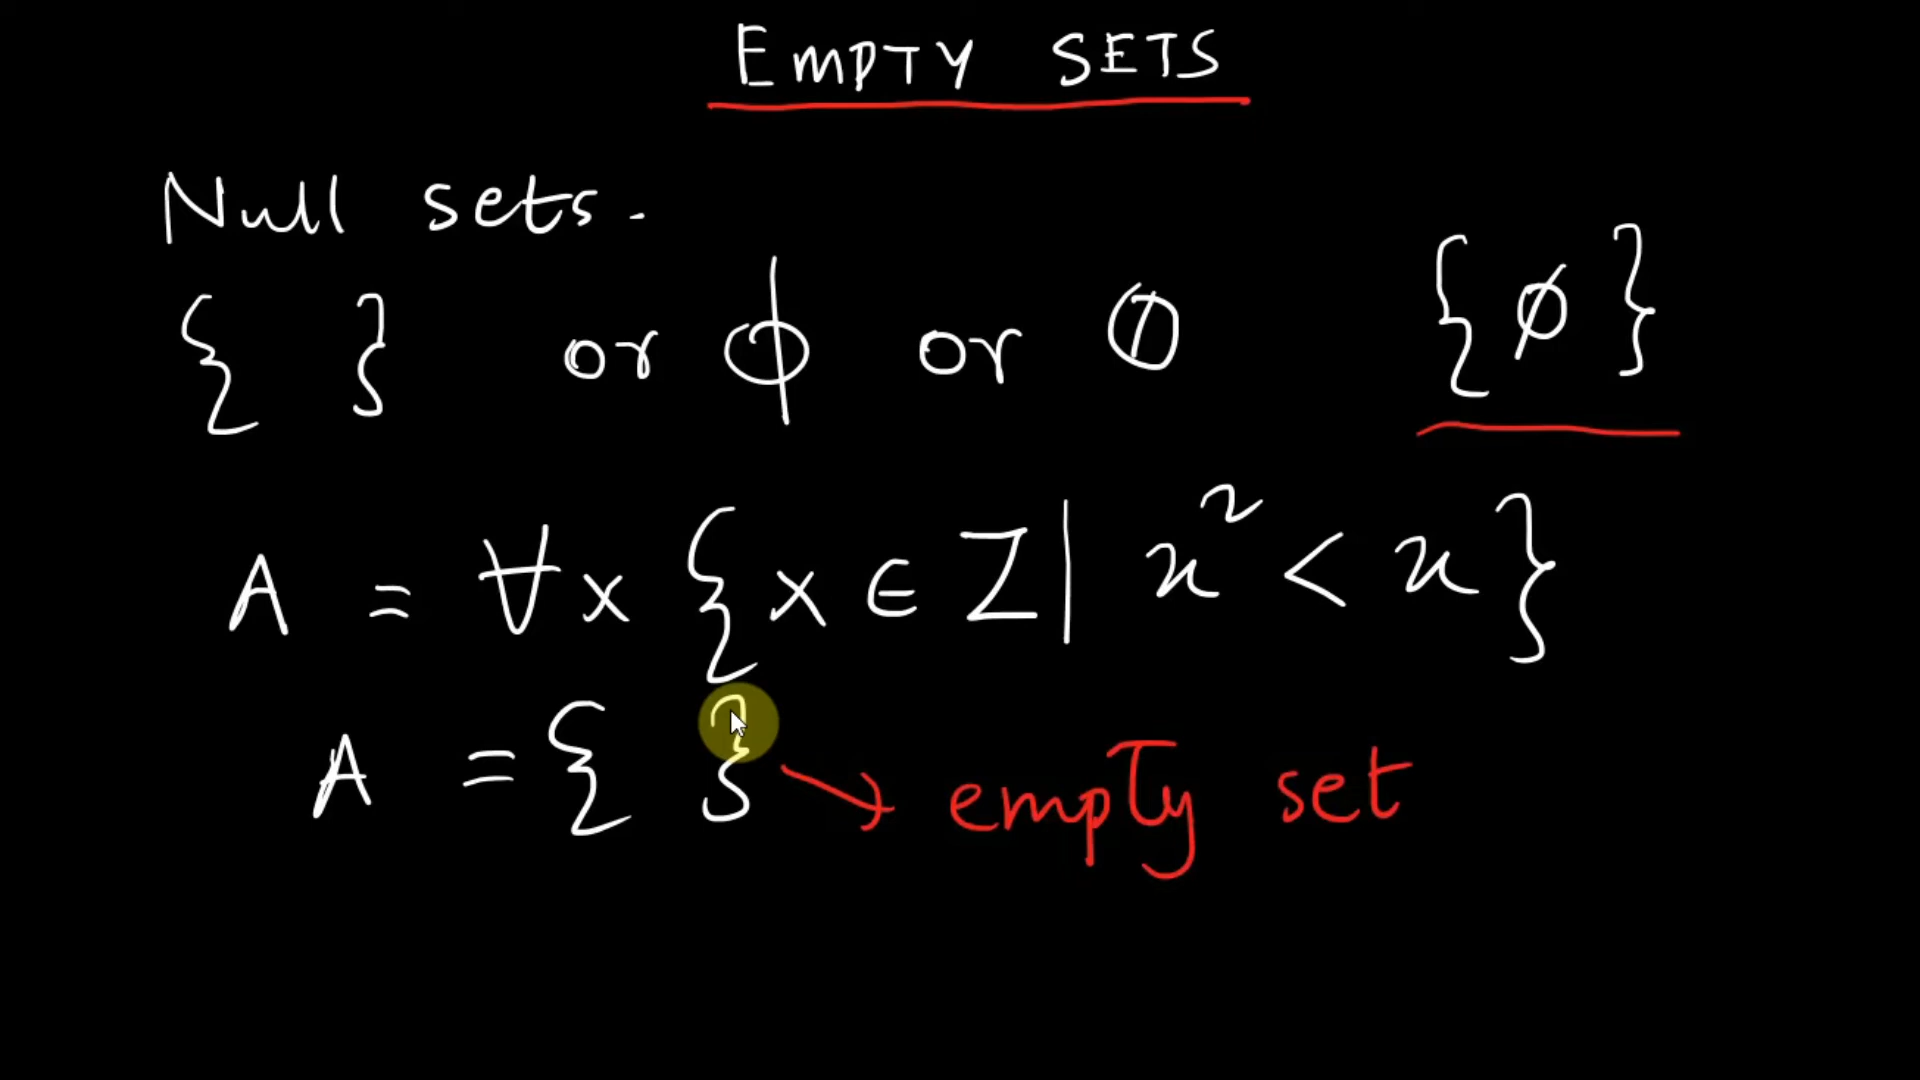 EMPTY SETS
Null sets.
{ } or ϕ or ⦶ {∅}
A = ∀x {x ∈ Z | x² < x}
A = { } → empty set